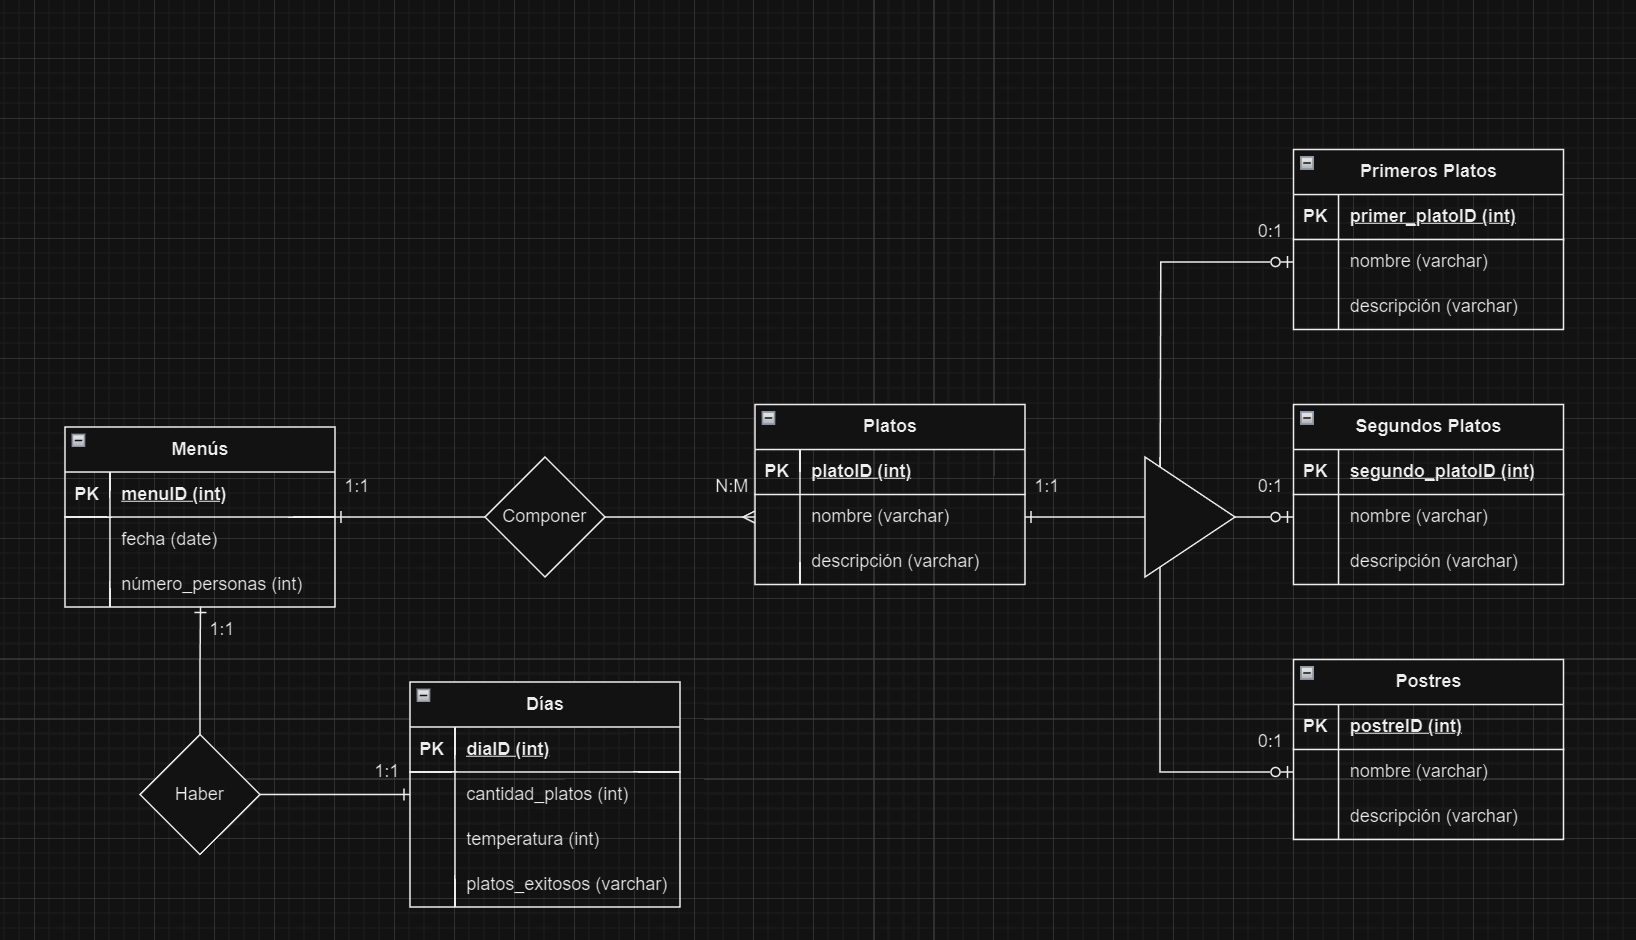 Menús
PK menuID (int)
fecha (date)
número_personas (int)
1:1
1:1
Componer
N:M
Platos
PK platoID (int)
nombre (varchar)
descripción (varchar)
1:1
0:1
Primeros Platos
PK primer_platoID (int)
nombre (varchar)
descripción (varchar)
0:1
Segundos Platos
PK segundo_platoID (int)
nombre (varchar)
descripción (varchar)
0:1
Postres
PK postreID (int)
nombre (varchar)
descripción (varchar)
Haber
1:1
Días
PK diaID (int)
cantidad_platos (int)
temperatura (int)
platos_exitosos (varchar)